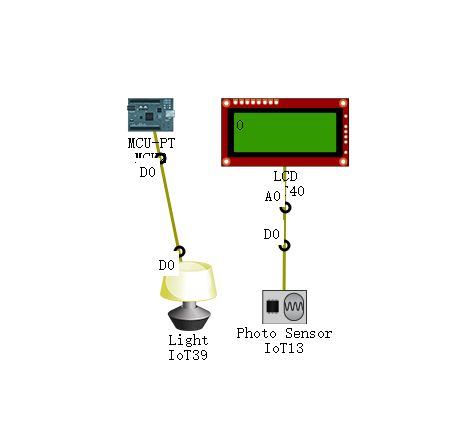 0
MCU-PT
D0
LCD
A0
D0
D0
Light
IoT39
Photo Sensor
IoT13